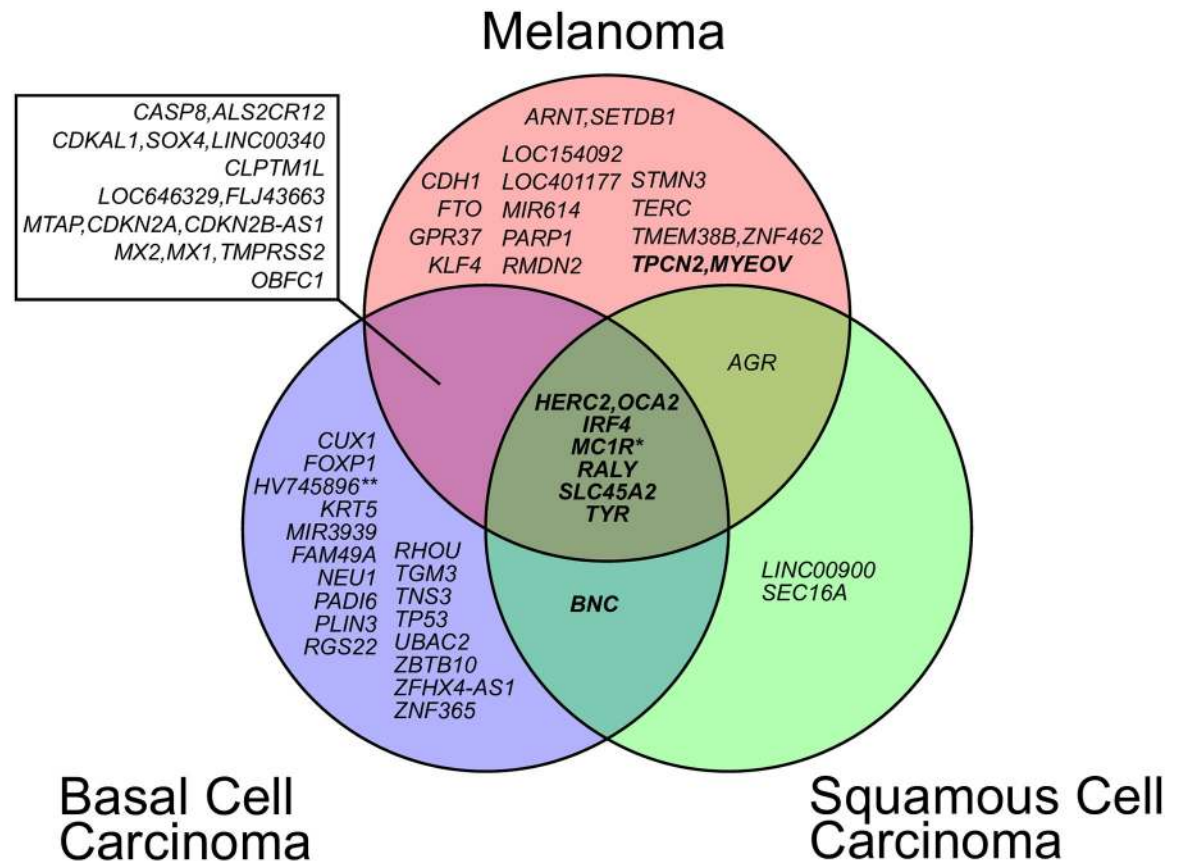 Melanoma
CASP8,ALS2CR12
CDKAL1,SOX4,LINC00340
CLPTM1L
LOC646329,FLJ43663
MTAP,CDKN2A,CDKN2B-AS1
MX2,MX1,TMPRSS2
OBFC1
ARNT,SETDB1
CDH1
FTO
GPR37
KLF4
LOC154092
LOC401177
MIR614
PARP1
RMDN2
STMN3
TERC
TMEM38B,ZNF462
TPCN2,MYEOV
AGR
HERC2,OCA2
IRF4
MC1R*
RALY
SLC45A2
TYR
CUX1
FOXP1
HV745896**
KRT5
MIR3939
FAM49A
NEU1
PADI6
PLIN3
RGS22
RHOU
TGM3
TNS3
TP53
UBAC2
ZBTB10
ZFHX4-AS1
ZNF365
BNC
LINC00900
SEC16A
Basal Cell
Carcinoma
Squamous Cell
Carcinoma